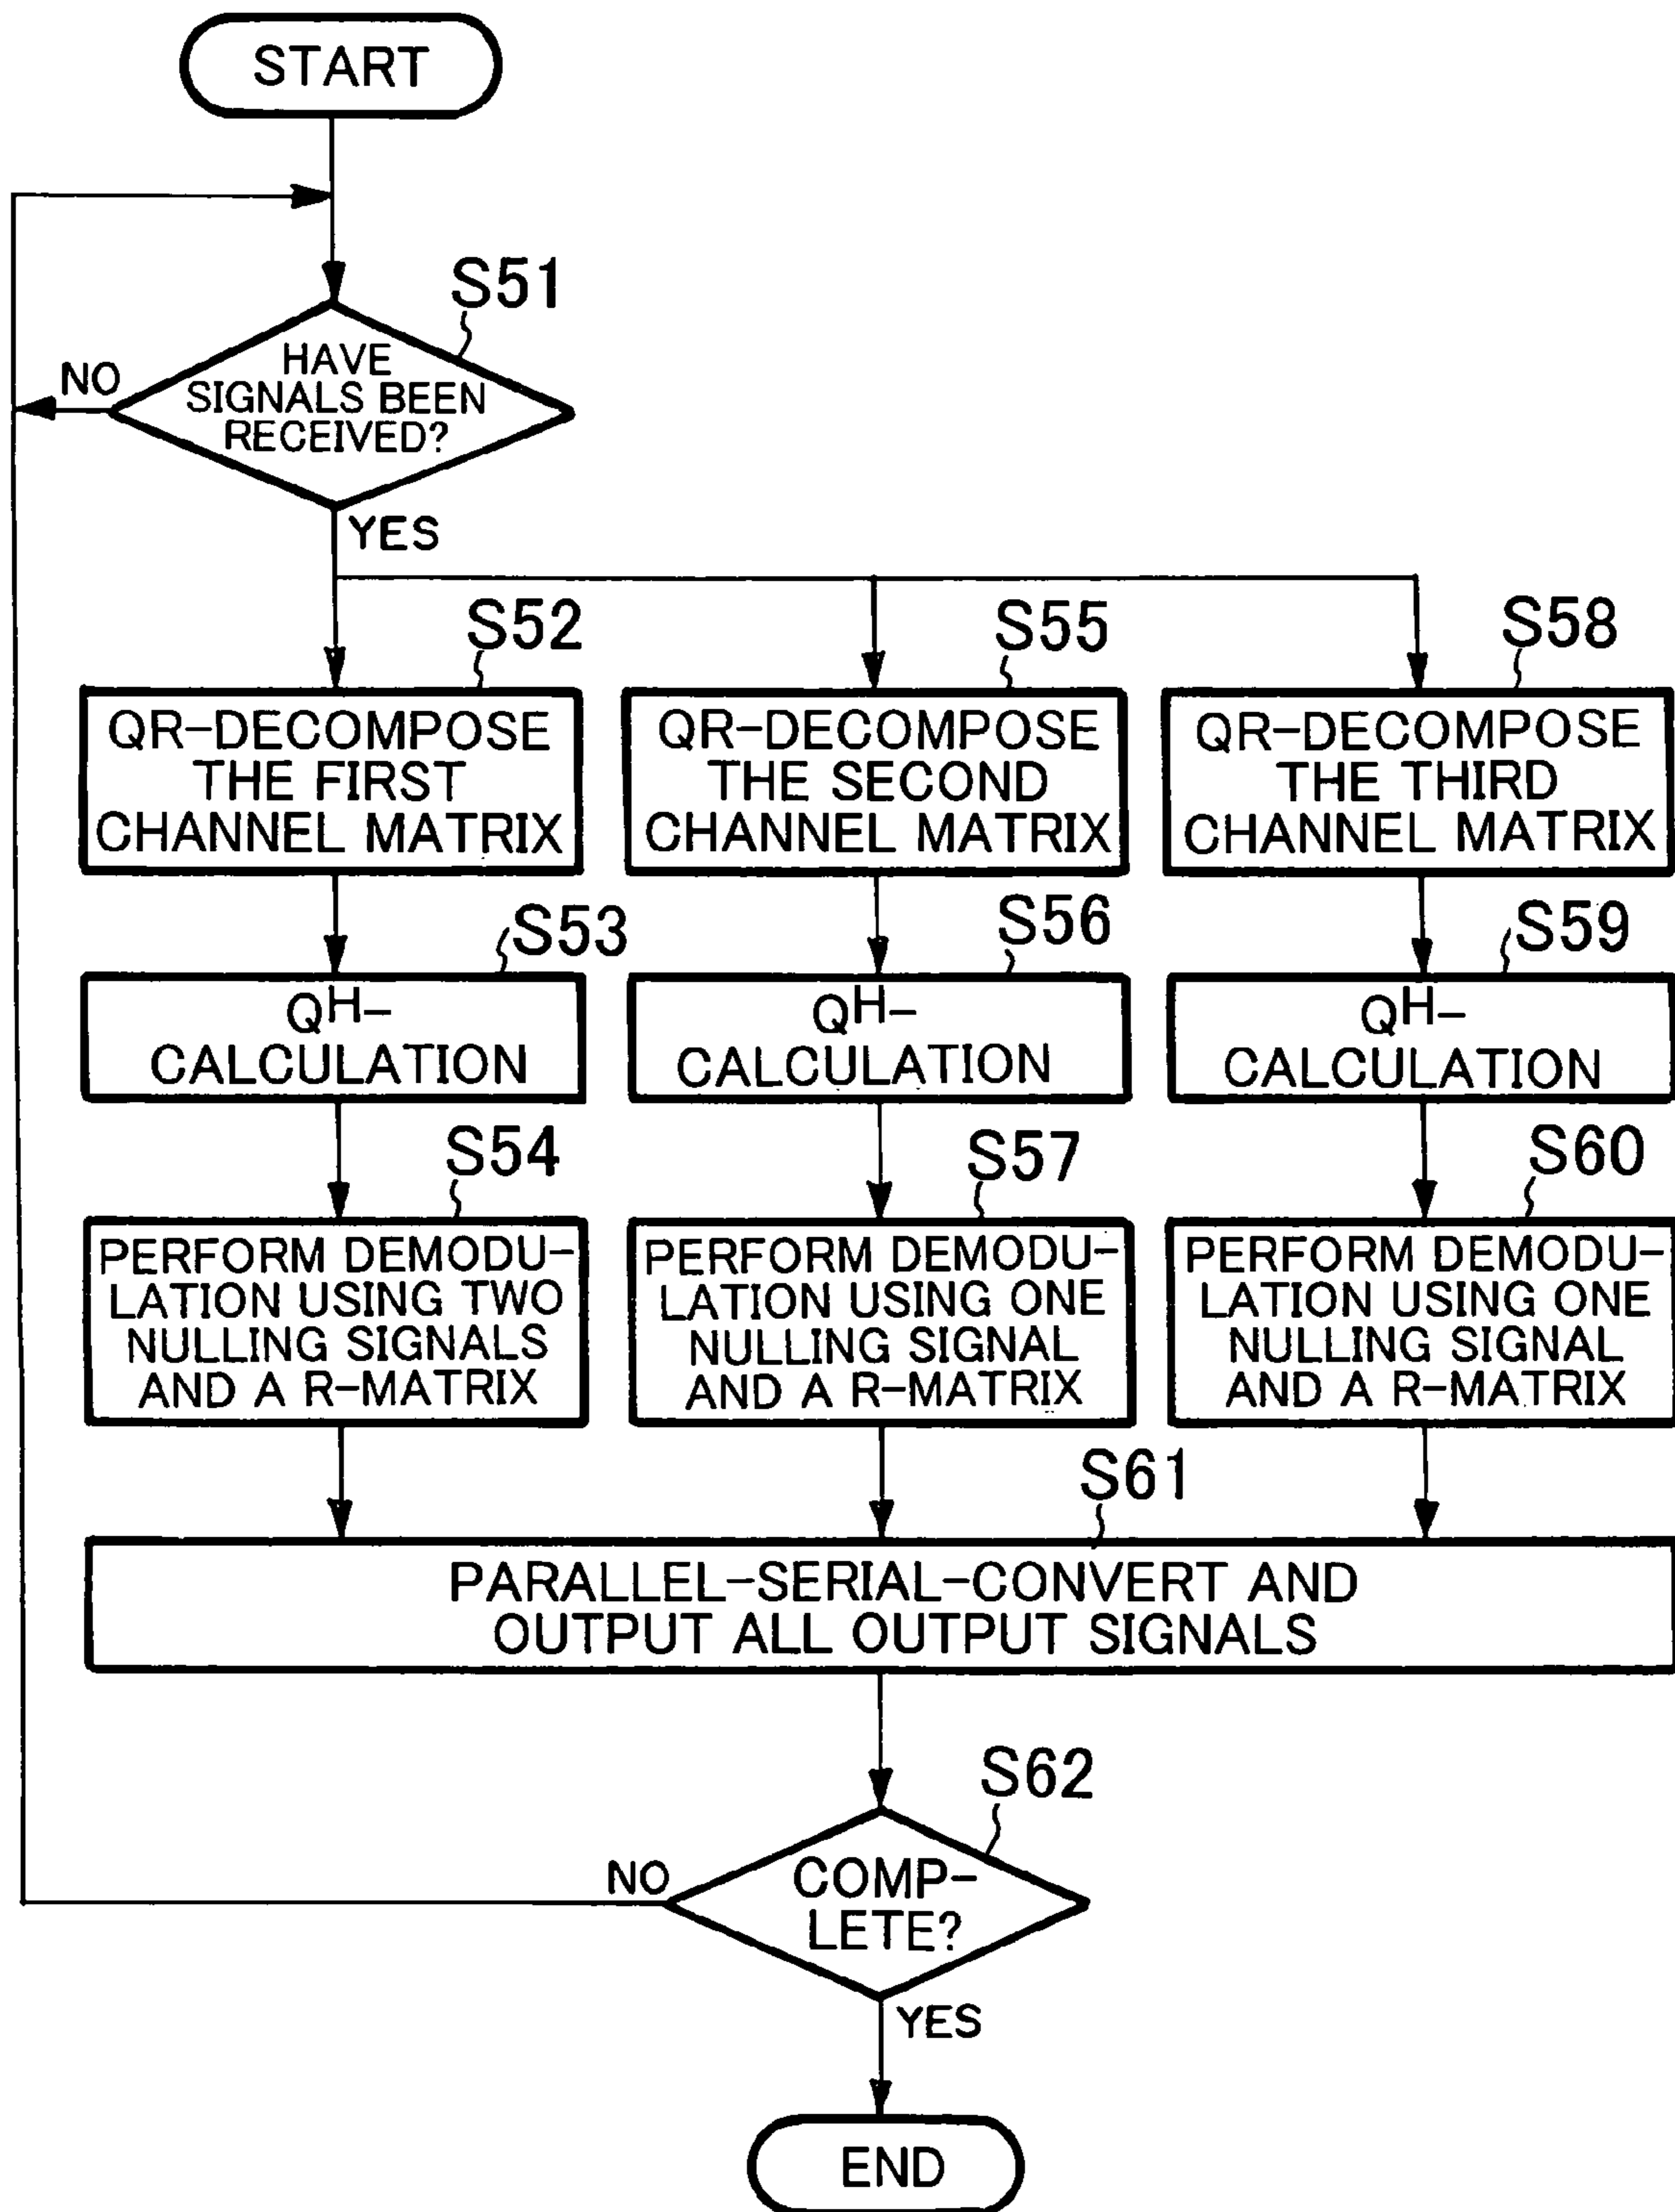 START
S51
HAVE
SIGNALS BEEN
RECEIVED?
NO
YES
S52
QR-DECOMPOSE
THE FIRST
CHANNEL MATRIX
S55
QR-DECOMPOSE
THE SECOND
CHANNEL MATRIX
S58
QR-DECOMPOSE
THE THIRD
CHANNEL MATRIX
S53
Qᴴ-
CALCULATION
S56
Qᴴ-
CALCULATION
S59
Qᴴ-
CALCULATION
S54
PERFORM DEMODU-
LATION USING TWO
NULLING SIGNALS
AND A R-MATRIX
S57
PERFORM DEMODU-
LATION USING ONE
NULLING SIGNAL
AND A R-MATRIX
S60
PERFORM DEMODU-
LATION USING ONE
NULLING SIGNAL
AND A R-MATRIX
S61
PARALLEL-SERIAL-CONVERT AND
OUTPUT ALL OUTPUT SIGNALS
S62
COMP-
LETE?
NO
YES
END